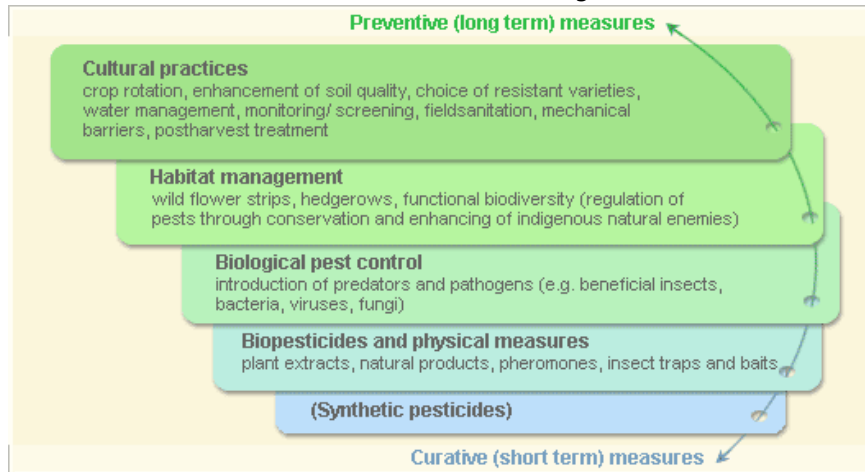 Preventive (long term) measures
Cultural practices
crop rotation, enhancement of soil quality, choice of resistant varieties,
water management, monitoring/ screening, fieldsanitation, mechanical
barriers, postharvest treatment
Habitat management
wild flower strips, hedgerows, functional biodiversity (regulation of
pests through conservation and enhancing of indigenous natural enemies)
Biological pest control
introduction of predators and pathogens (e.g. beneficial insects,
bacteria, viruses, fungi)
Biopesticides and physical measures
plant extracts, natural products, pheromones, insect traps and baits
(Synthetic pesticides)
Curative (short term) measures